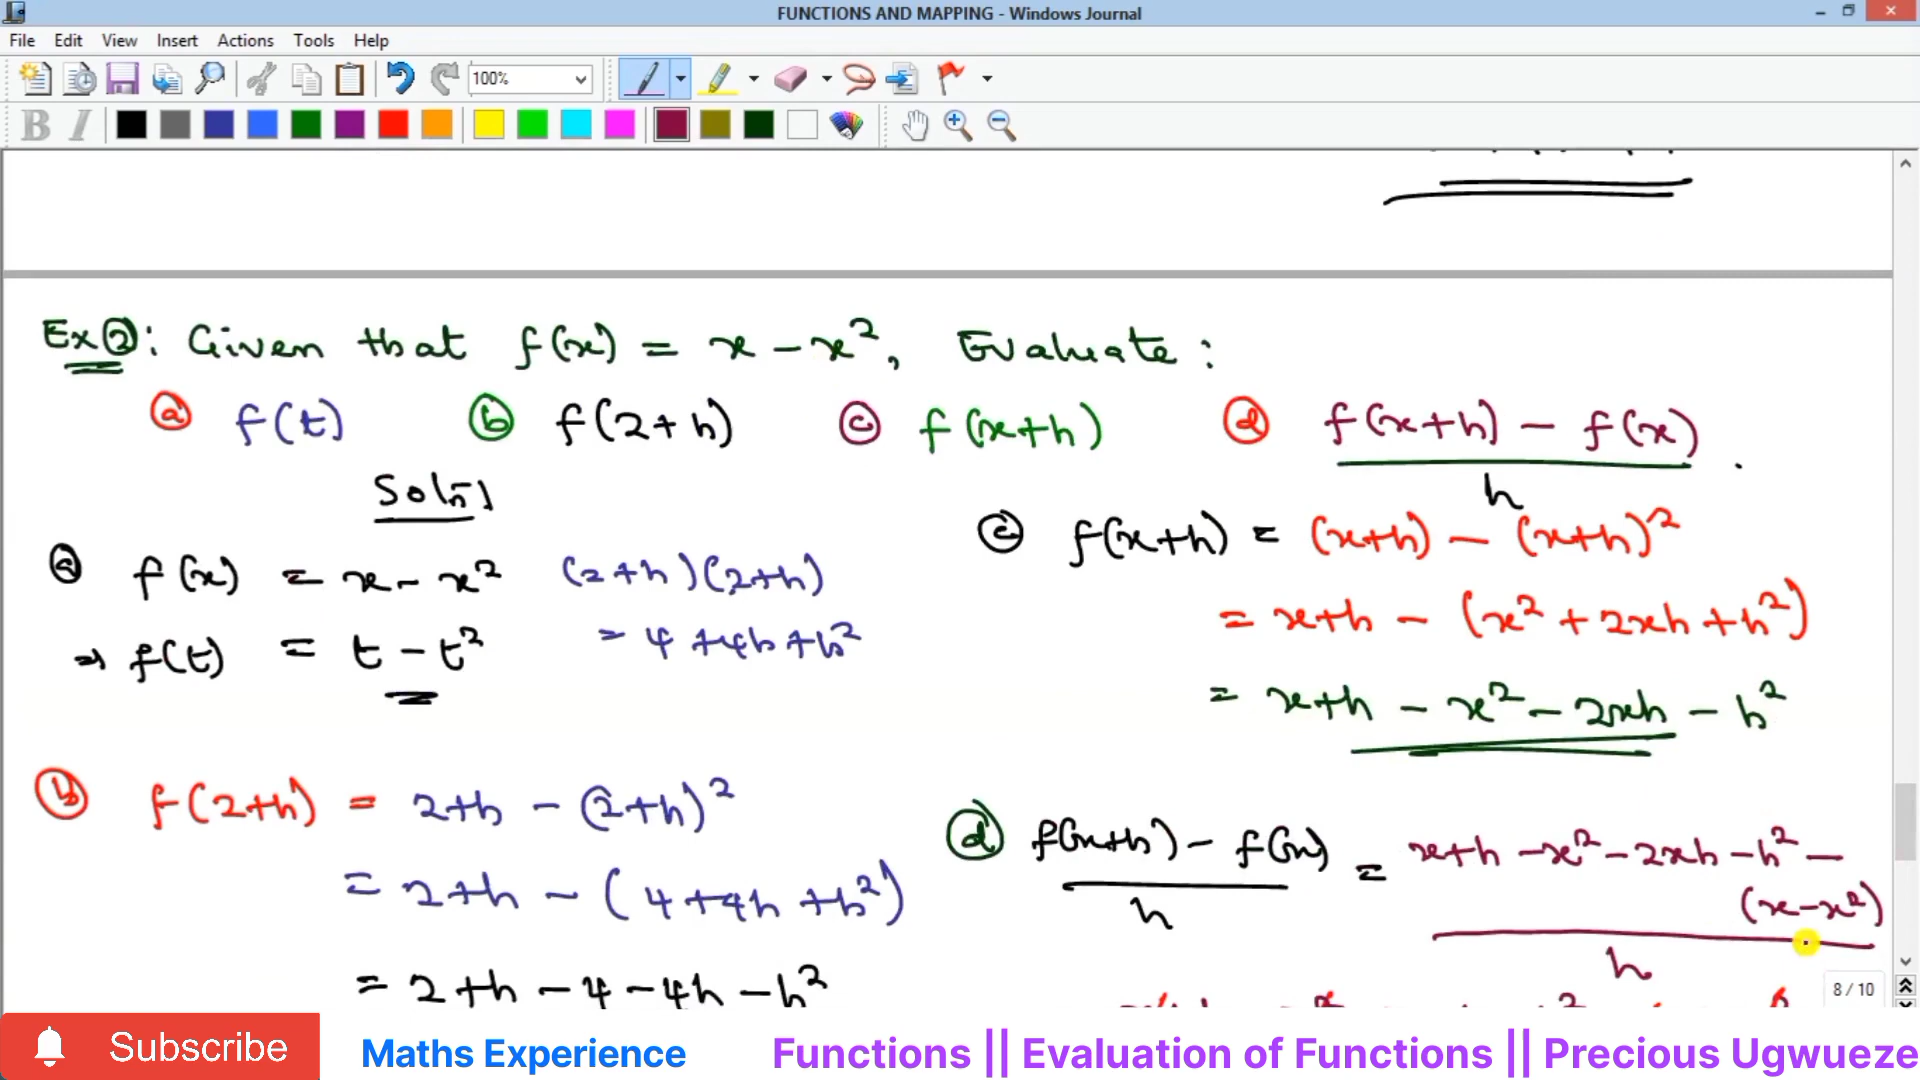 FUNCTIONS AND MAPPING - Windows Journal
File Edit View Insert Actions Tools Help
100%
B I
Ex②: Given that f(x) = x - x², Evaluate:
ⓐ f(t) ⓑ f(2+h) ⓒ f(x+h) ⓓ f(x+h) - f(x)
h
Soln
ⓐ f(x) = x - x² (2+h)(2+h)
⇒ f(t) = t - t² = 4+4h+h²
ⓑ f(2+h) = 2+h - (2+h)²
= 2+h - (4+4h+h²)
= 2+h-4-4h-h²
ⓒ f(x+h) = (x+h) - (x+h)²
= x+h - (x²+2xh+h²)
= x+h - x² - 2xh - h²
ⓓ f(x+h) - f(x) = x+h - x² - 2xh - h² -
(x-x²)
h h
8 / 10
Subscribe
Maths Experience Functions || Evaluation of Functions || Precious Ugwueze